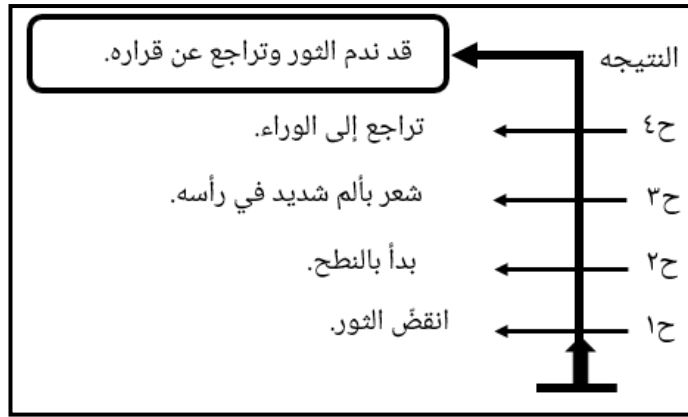 النتيجه قد ندم الثور وتراجع عن قراره.
ح٤ تراجع إلى الوراء.
ح٣ شعر بألم شديد في رأسه.
ح٢ بدأ بالنطح.
ح١ انقضّ الثور.